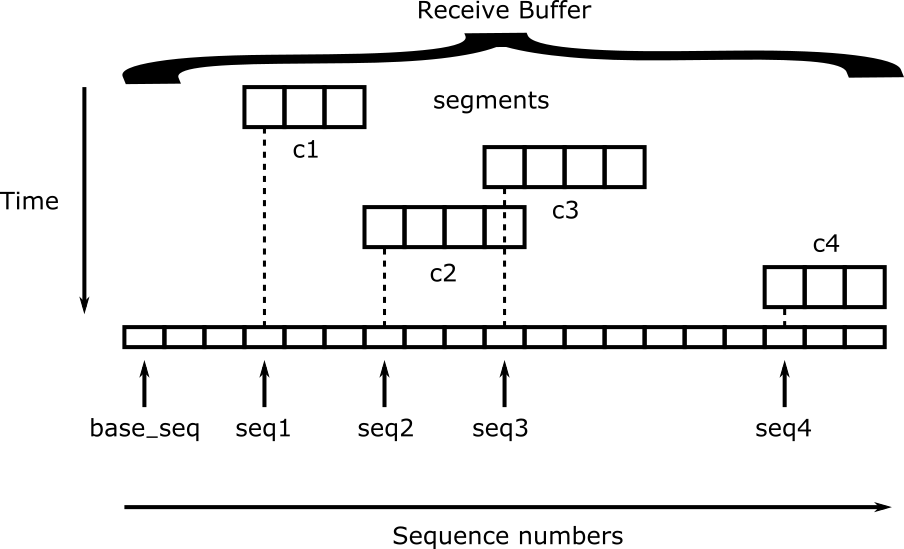 Receive Buffer
segments
c1
Time
c3
c2
c4
base_seq seq1 seq2 seq3 seq4
Sequence numbers